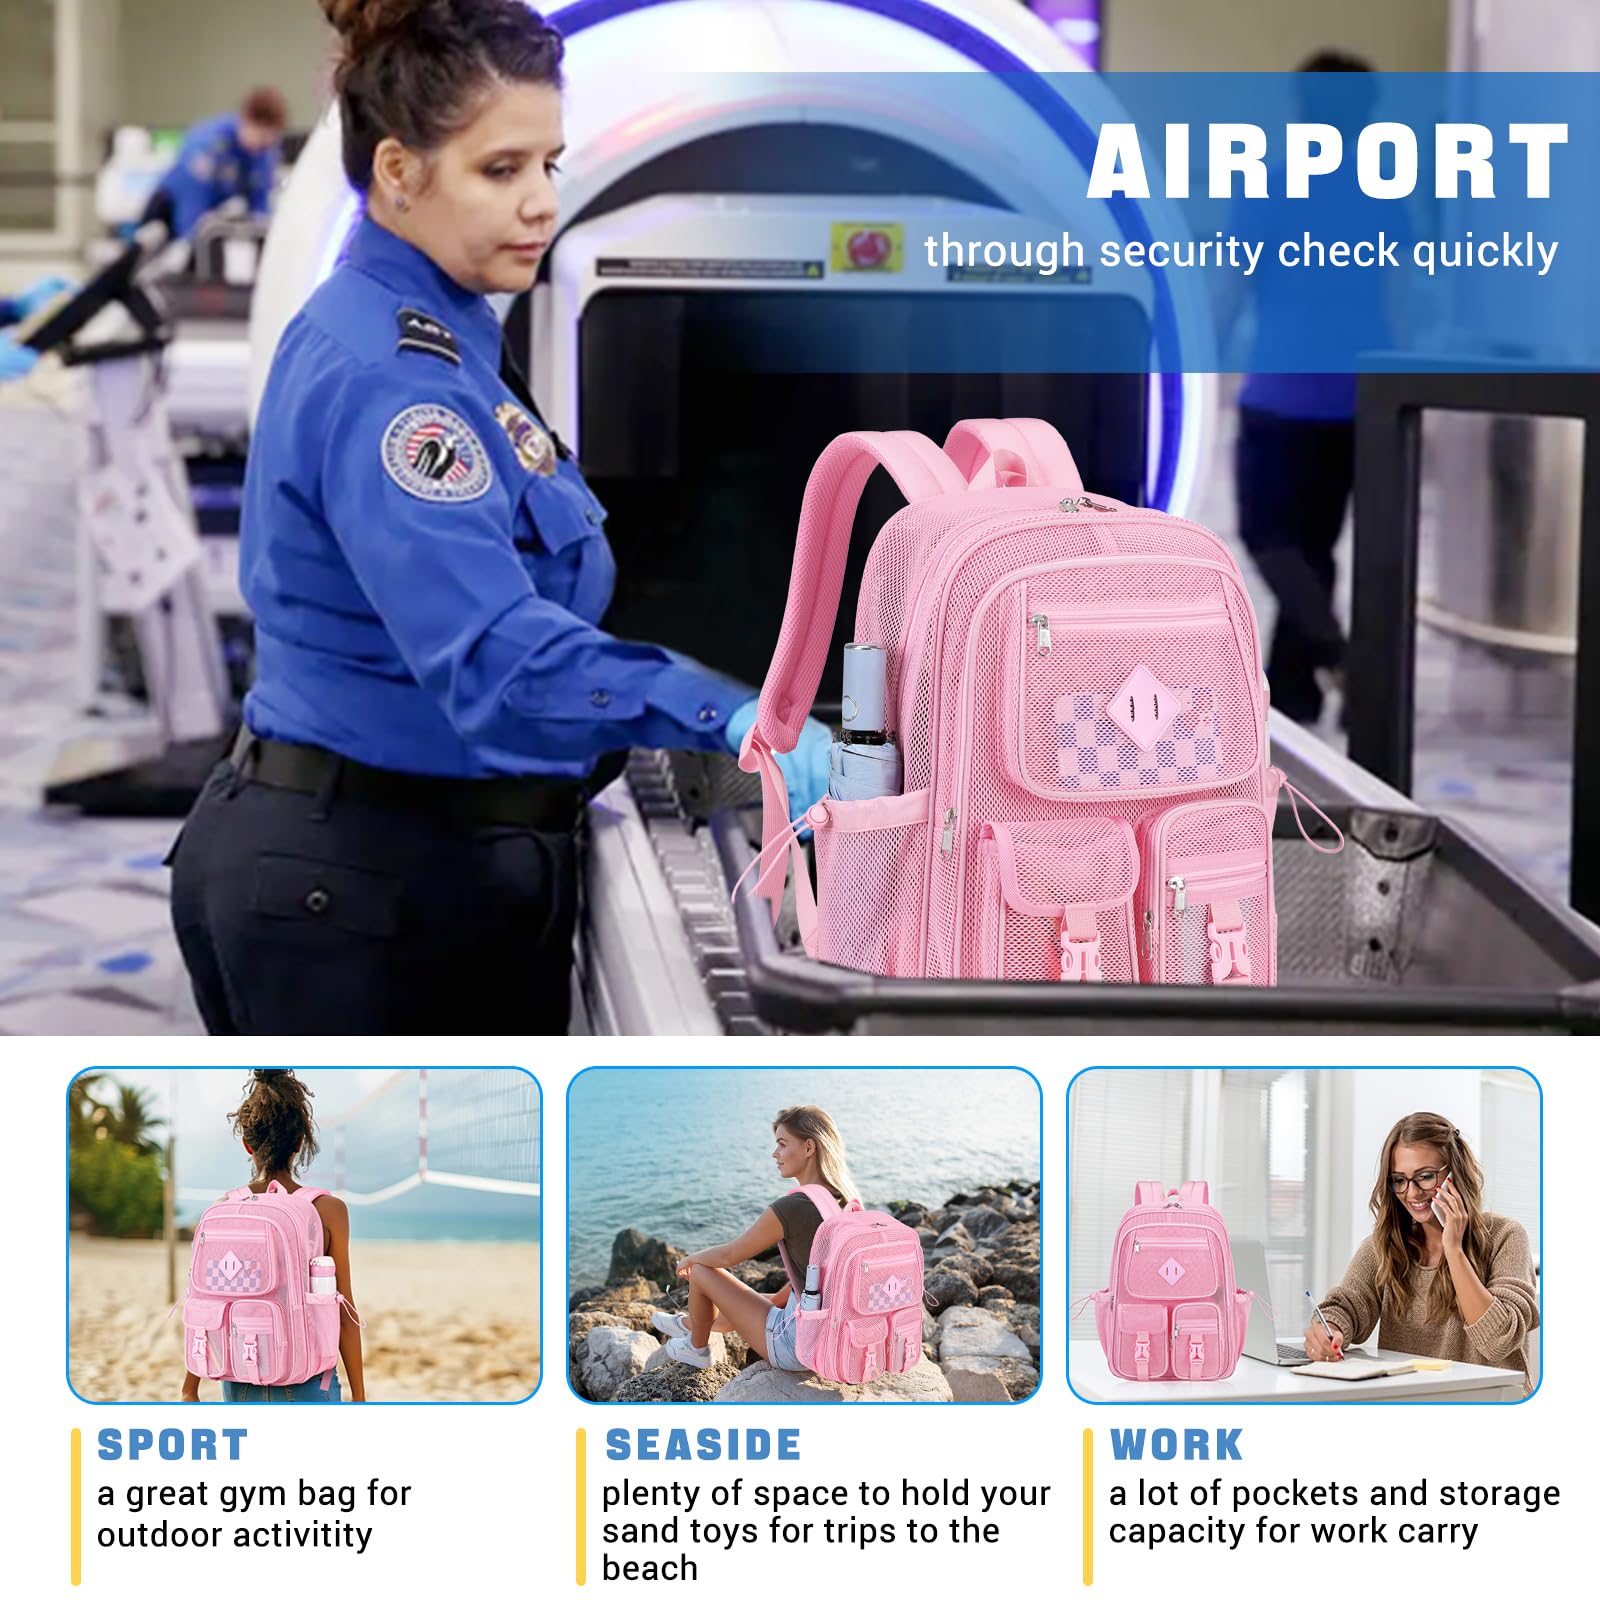 AIRPORT
through security check quickly
SPORT
a great gym bag for
outdoor activitity
SEASIDE
plenty of space to hold your
sand toys for trips to the
beach
WORK
a lot of pockets and storage
capacity for work carry